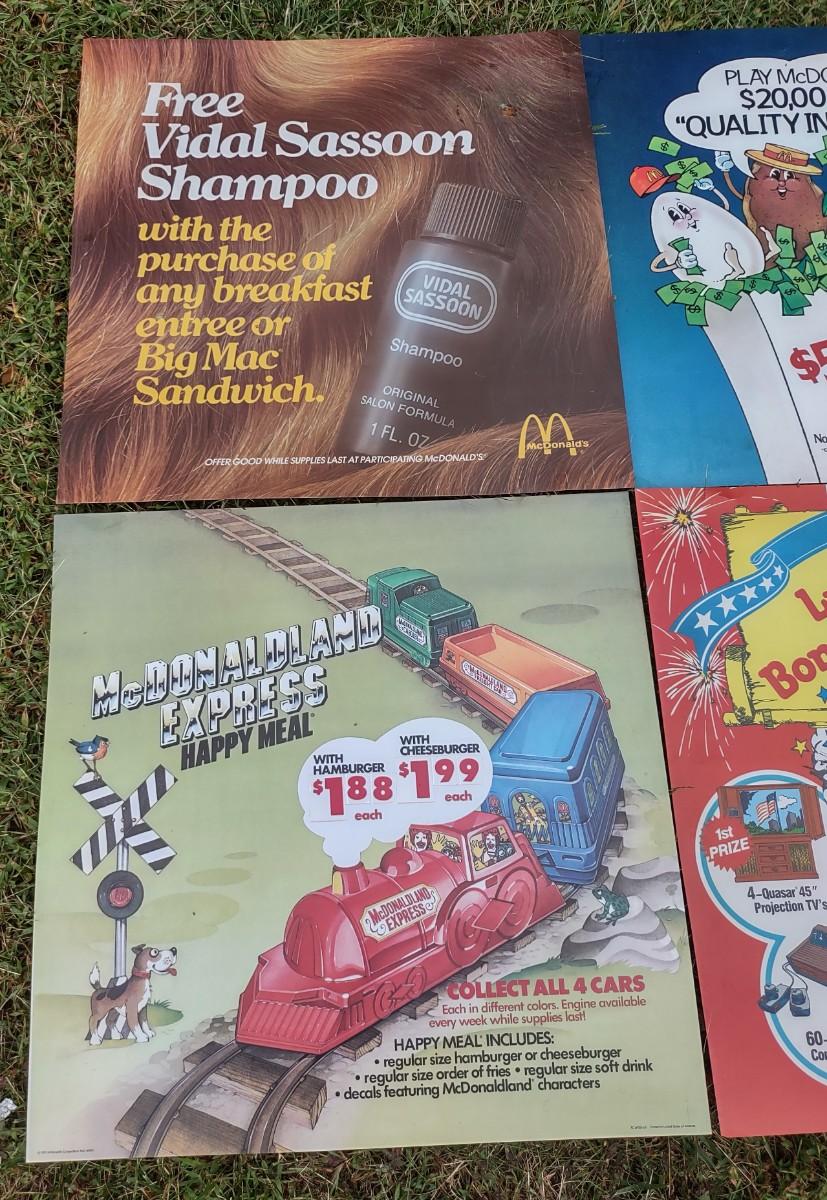 Free
Vidal Sassoon
Shampoo
with the
purchase of
any breakfast
entree or
Big Mac
Sandwich.
VIDAL
SASSOON
Shampoo
ORIGINAL
SALON FORMULA
1 FL. OZ.
McDonald's®
OFFER GOOD WHILE SUPPLIES LAST AT PARTICIPATING McDONALD'S.®
PLAY McDO
$20,00
"QUALITY IN
$5
No
McDONALDLAND
EXPRESS
HAPPY MEAL®
WITH
HAMBURGER
$1 88
each
WITH
CHEESEBURGER
$1 99
each
McDONALDLAND
EXPRESS
COLLECT ALL 4 CARS
Each in different colors. Engine available
every week while supplies last!
HAPPY MEAL® INCLUDES:
• regular size hamburger or cheeseburger
• regular size order of fries • regular size soft drink
• decals featuring McDonaldland® characters
L
Bon
1st
PRIZE
4-Quasar® 45"
Projection TV's
60-
Co